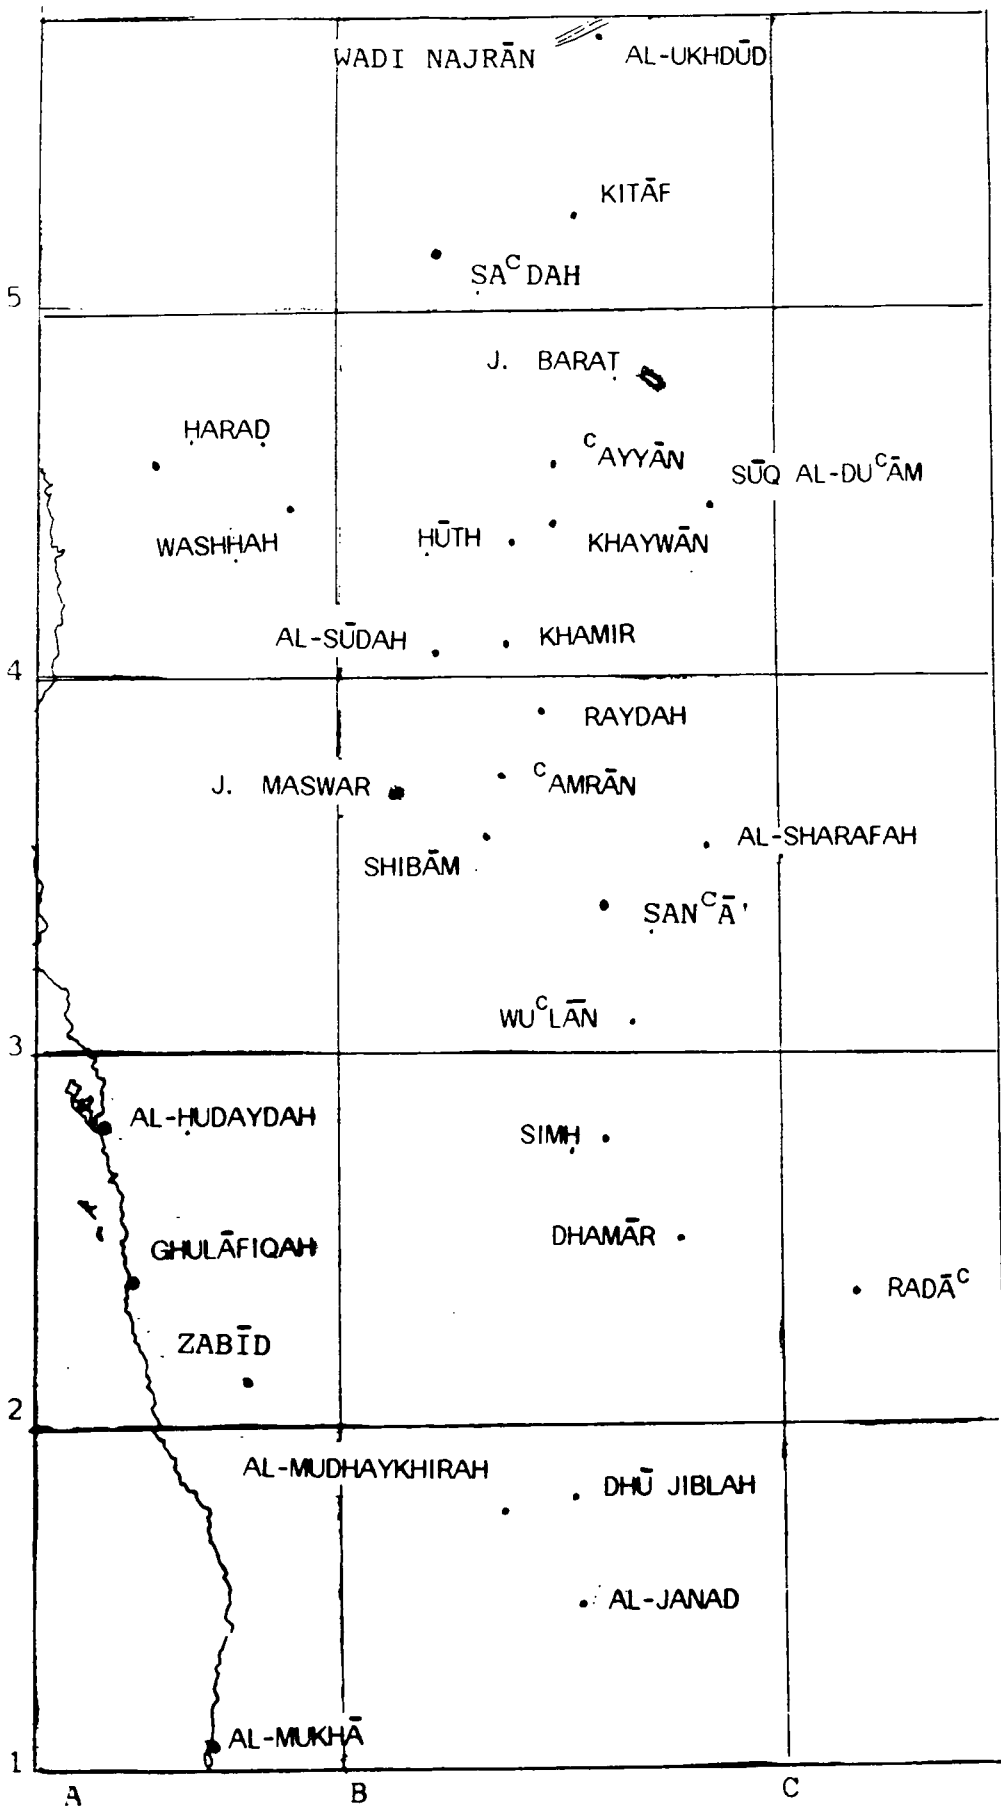 WADI NAJRĀN
AL-UKHDŪD
KITĀF
ṢAᶜDAH
5
J. BARAṬ
ḤARAḌ
ᶜAYYĀN
SŪQ AL-DUᶜĀM
WASHḤAH
ḤŪTH
KHAYWĀN
AL-SŪDAH
KHAMIR
4
RAYDAH
J. MASWAR
ᶜAMRĀN
SHIBĀM
AL-SHARAFAH
ṢANᶜĀ'
WUᶜLĀN
3
AL-ḤUDAYDAH
SIMḤ
DHAMĀR
GHULĀFIQAH
RADĀᶜ
ZABĪD
2
AL-MUDHAYKHIRAH
DHŪ JIBLAH
AL-JANAD
AL-MUKHĀ
1
A B C